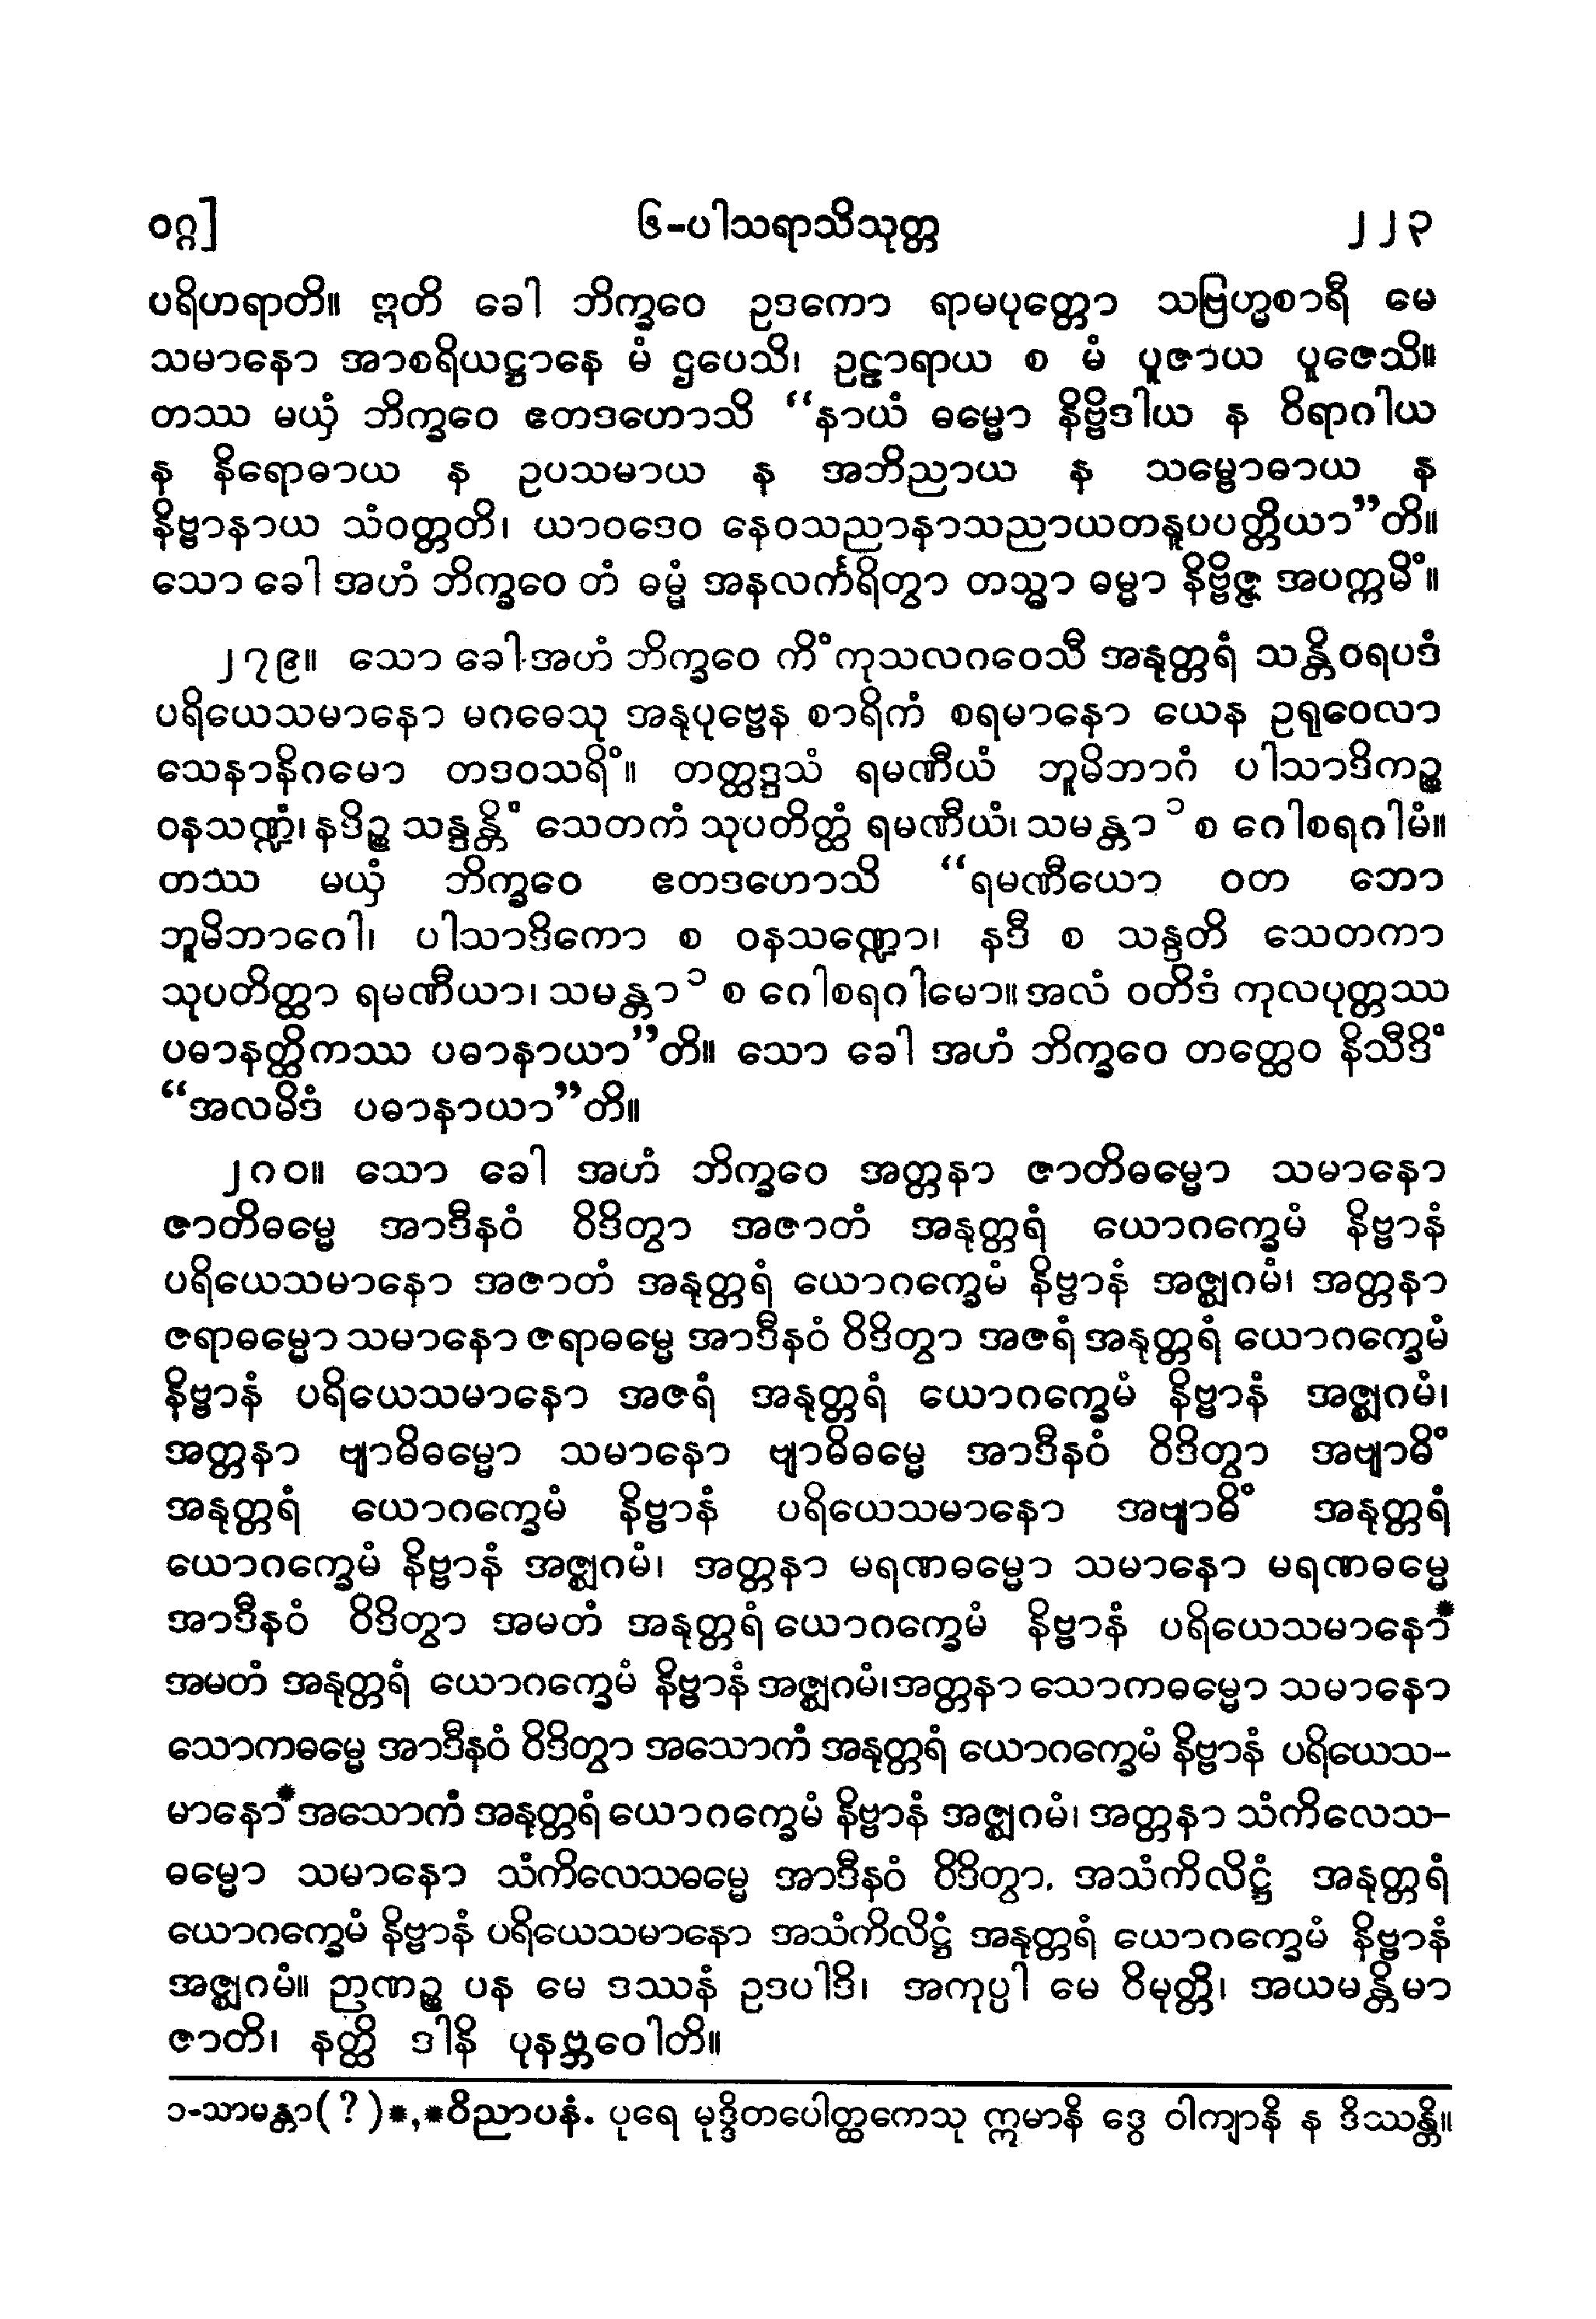 ဝဂ္ဂ]	၆-ပါသရာသိသုတ္တ	၂၂၃
ပရိဟရာတိ။ ဣတိ ခေါ ဘိက္ခဝေ ဥဒကော ရာမပုတ္တော သဗြဟ္မစာရီ မေ
သမာနော အာစရိယဋ္ဌာနေ မံ ဌပေသိ၊ ဥဠာရာယ စ မံ ပူဇာယ ပူဇေသိ။
တဿ မယှံ ဘိက္ခဝေ ဧတဒဟောသိ “နာယံ ဓမ္မော နိဗ္ဗိဒါယ န ဝိရာဂါယ
န နိရောဓာယ န ဥပသမာယ န အဘိညာယ န သမ္ဗောဓာယ န
နိဗ္ဗာနာယ သံဝတ္တတိ၊ ယာဝဒေဝ နေဝသညာနာသညာယတနူပပတ္တိယာ”တိ။
သော ခေါ အဟံ ဘိက္ခဝေ တံ ဓမ္မံ အနလင်္ကရိတွာ တသ္မာ ဓမ္မာ နိဗ္ဗိဇ္ဇ အပက္ကမိံ။
၂၇၉။ သော ခေါ အဟံ ဘိက္ခဝေ ကိံကုသလဂဝေသီ အနုတ္တရံ သန္တိဝရပဒံ
ပရိယေသမာနော မဂဓေသု အနုပုဗ္ဗေန စာရိကံ စရမာနော ယေန ဥရုဝေလာ
သေနာနိဂမော တဒဝသရိံ။ တတ္ထဒ္ဒသံ ရမဏီယံ ဘူမိဘာဂံ ပါသာဒိကဉ္စ
ဝနသဏ္ဍံ၊ နဒိဉ္စ သန္ဒန္တိံ သေတကံ သုပတိတ္ထံ ရမဏီယံ၊ သမန္တာ ၁ စ ဂေါစရဂါမံ။
တဿ မယှံ ဘိက္ခဝေ ဧတဒဟောသိ “ရမဏီယော ဝတ ဘော
ဘူမိဘာဂေါ၊ ပါသာဒိကော စ ဝနသဏ္ဍော၊ နဒီ စ သန္ဒတိ သေတကာ
သုပတိတ္ထာ ရမဏီယာ၊ သမန္တာ ၁ စ ဂေါစရဂါမော။ အလံ ဝတိဒံ ကုလပုတ္တဿ
ပဓာနတ္ထိကဿ ပဓာနာယာ”တိ။ သော ခေါ အဟံ ဘိက္ခဝေ တတ္ထေဝ နိသီဒိံ
“အလမိဒံ ပဓာနာယာ”တိ။
၂၈၀။ သော ခေါ အဟံ ဘိက္ခဝေ အတ္တနာ ဇာတိဓမ္မော သမာနော
ဇာတိဓမ္မေ အာဒီနဝံ ဝိဒိတွာ အဇာတံ အနုတ္တရံ ယောဂက္ခေမံ နိဗ္ဗာနံ
ပရိယေသမာနော အဇာတံ အနုတ္တရံ ယောဂက္ခေမံ နိဗ္ဗာနံ အဇ္ဈဂမံ၊ အတ္တနာ
ဇရာဓမ္မော သမာနော ဇရာဓမ္မေ အာဒီနဝံ ဝိဒိတွာ အဇရံ အနုတ္တရံ ယောဂက္ခေမံ
နိဗ္ဗာနံ ပရိယေသမာနော အဇရံ အနုတ္တရံ ယောဂက္ခေမံ နိဗ္ဗာနံ အဇ္ဈဂမံ၊
အတ္တနာ ဗျာဓိဓမ္မော သမာနော ဗျာဓိဓမ္မေ အာဒီနဝံ ဝိဒိတွာ အဗျာဓိံ
အနုတ္တရံ ယောဂက္ခေမံ နိဗ္ဗာနံ ပရိယေသမာနော အဗျာဓိံ အနုတ္တရံ
ယောဂက္ခေမံ နိဗ္ဗာနံ အဇ္ဈဂမံ၊ အတ္တနာ မရဏဓမ္မော သမာနော မရဏဓမ္မေ
အာဒီနဝံ ဝိဒိတွာ အမတံ အနုတ္တရံ ယောဂက္ခေမံ နိဗ္ဗာနံ ပရိယေသမာနော*
အမတံ အနုတ္တရံ ယောဂက္ခေမံ နိဗ္ဗာနံ အဇ္ဈဂမံ၊ အတ္တနာ သောကဓမ္မော သမာနော
သောကဓမ္မေ အာဒီနဝံ ဝိဒိတွာ အသောကံ အနုတ္တရံ ယောဂက္ခေမံ နိဗ္ဗာနံ ပရိယေသ-
မာနော* အသောကံ အနုတ္တရံ ယောဂက္ခေမံ နိဗ္ဗာနံ အဇ္ဈဂမံ၊ အတ္တနာ သံကိလေသ-
ဓမ္မော သမာနော သံကိလေသဓမ္မေ အာဒီနဝံ ဝိဒိတွာ. အသံကိလိဋ္ဌံ အနုတ္တရံ
ယောဂက္ခေမံ နိဗ္ဗာနံ ပရိယေသမာနော အသံကိလိဋ္ဌံ အနုတ္တရံ ယောဂက္ခေမံ နိဗ္ဗာနံ
အဇ္ဈဂမံ။ ဉာဏဉ္စ ပန မေ ဒဿနံ ဥဒပါဒိ၊ အကုပ္ပါ မေ ဝိမုတ္တိ၊ အယမန္တိမာ
ဇာတိ၊ နတ္ထိ ဒါနိ ပုနဗ္ဘဝေါတိ။
၁-သာမန္တာ(?)*,*ဝိညာပနံ. ပုရေ မုဒ္ဒိတပေါတ္ထကေသု ဣမာနိ ဒွေ ဝါကျာနိ န ဒိဿန္တိ။